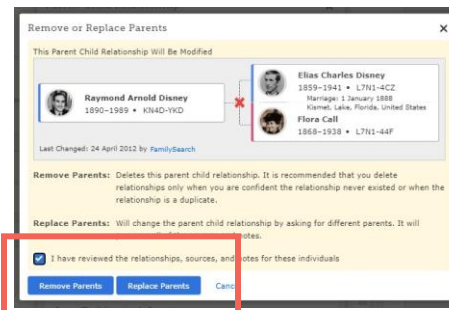 Remove or Replace Parents
This Parent Child Relationship Will Be Modified
Raymond Arnold Disney
1890–1989 • KN4D-YKD
Elias Charles Disney
1859–1941 • L7N1-4CZ
Marriage: 1 January 1888
Kismet, Lake, Florida, United States
Flora Call
1868–1938 • L7N1-44F
Last Changed: 24 April 2012 by FamilySearch
Remove Parents: Deletes this parent child relationship. It is recommended that you delete
relationships only when you are confident the relationship never existed or when the
relationship is a duplicate.
Replace Parents: Will change the parent child relationship by asking for different parents. It will
notes.
I have reviewed the relationships, sources, and notes for these individuals
Remove Parents Replace Parents Canc